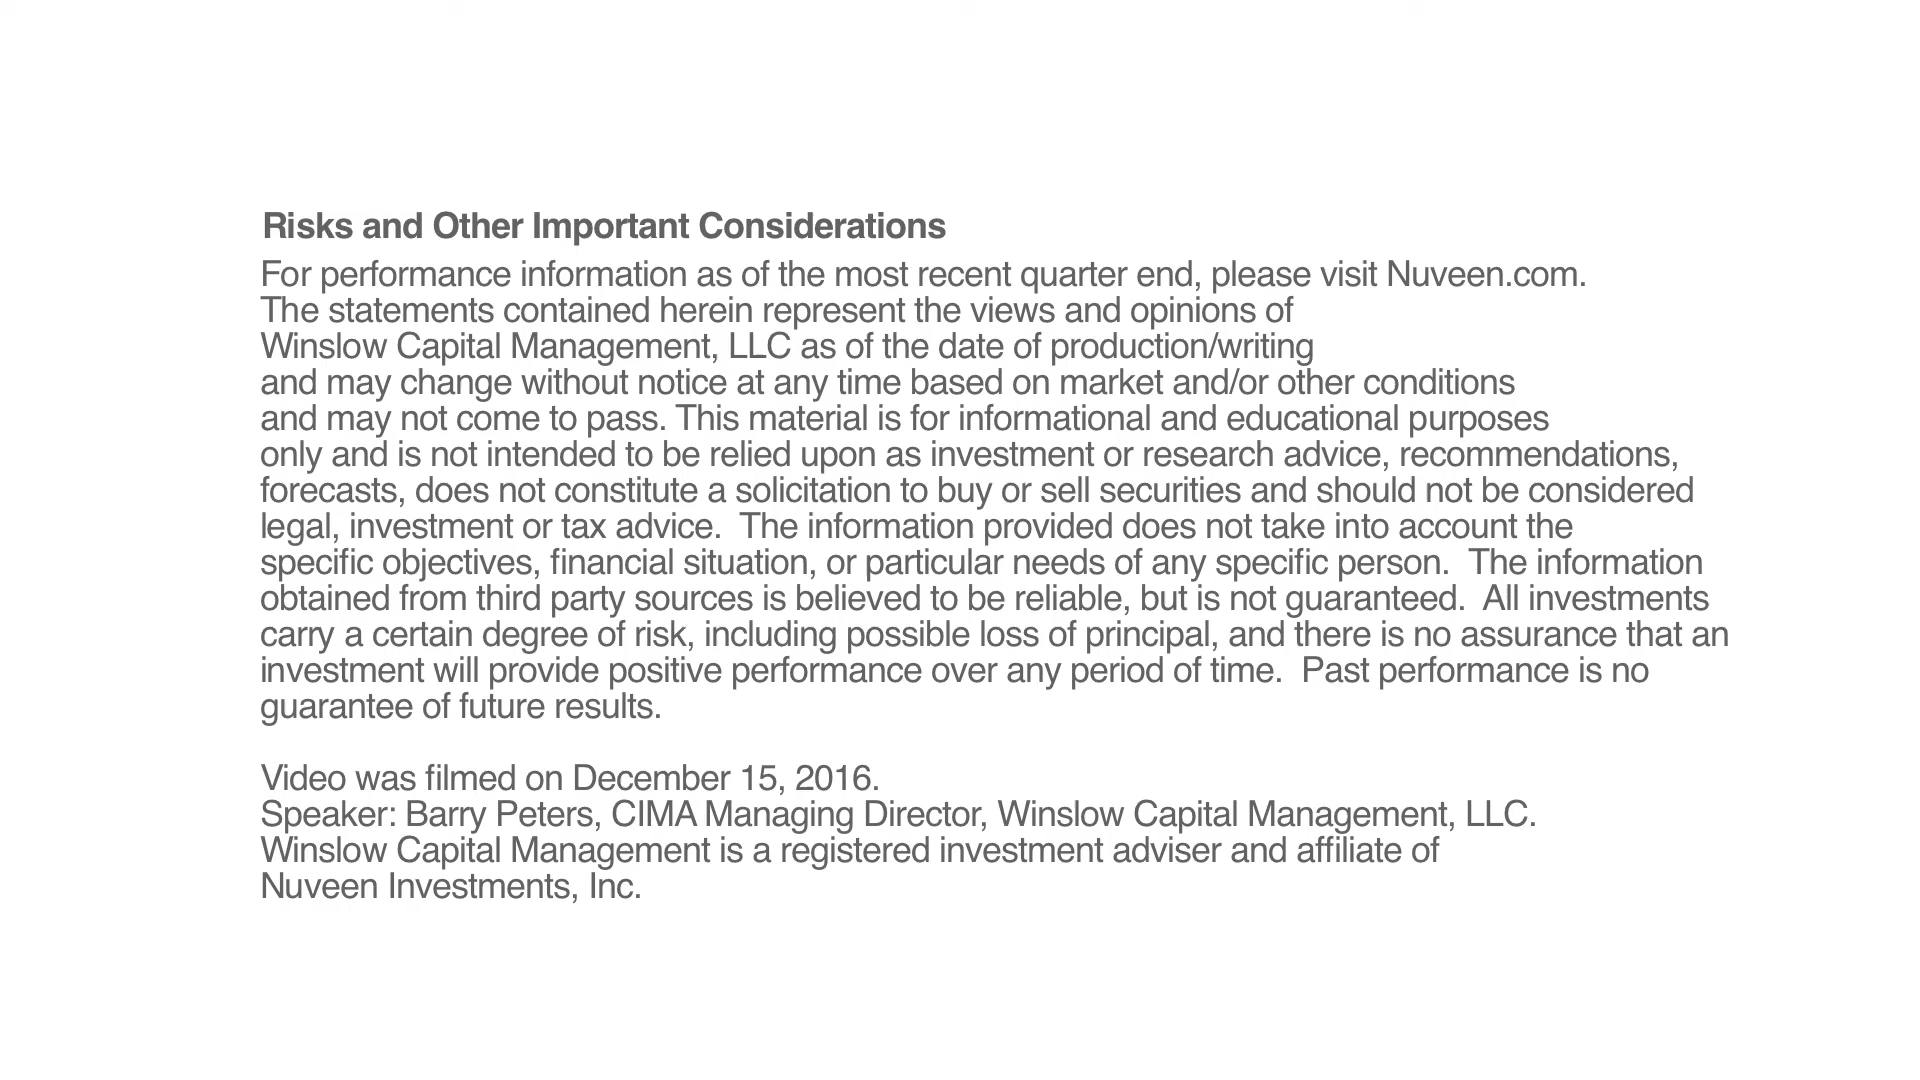 Risks and Other Important Considerations
For performance information as of the most recent quarter end, please visit Nuveen.com.
The statements contained herein represent the views and opinions of
Winslow Capital Management, LLC as of the date of production/writing
and may change without notice at any time based on market and/or other conditions
and may not come to pass. This material is for informational and educational purposes
only and is not intended to be relied upon as investment or research advice, recommendations,
forecasts, does not constitute a solicitation to buy or sell securities and should not be considered
legal, investment or tax advice.  The information provided does not take into account the
specific objectives, financial situation, or particular needs of any specific person.  The information
obtained from third party sources is believed to be reliable, but is not guaranteed.  All investments
carry a certain degree of risk, including possible loss of principal, and there is no assurance that an
investment will provide positive performance over any period of time.  Past performance is no
guarantee of future results.
Video was filmed on December 15, 2016.
Speaker: Barry Peters, CIMA Managing Director, Winslow Capital Management, LLC.
Winslow Capital Management is a registered investment adviser and affiliate of
Nuveen Investments, Inc.